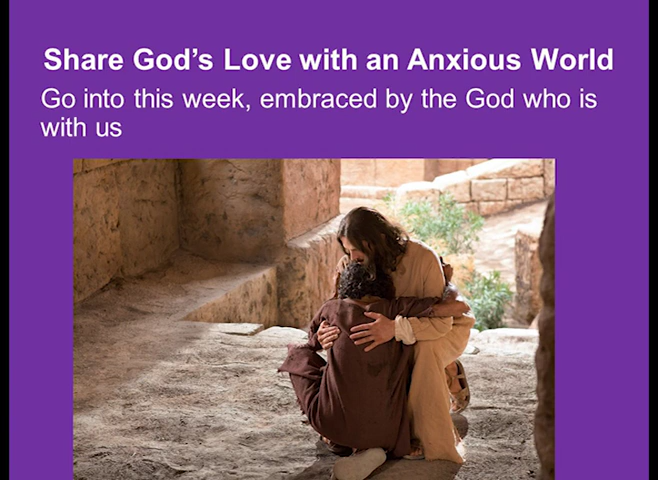 Share God’s Love with an Anxious World
Go into this week, embraced by the God who is
with us